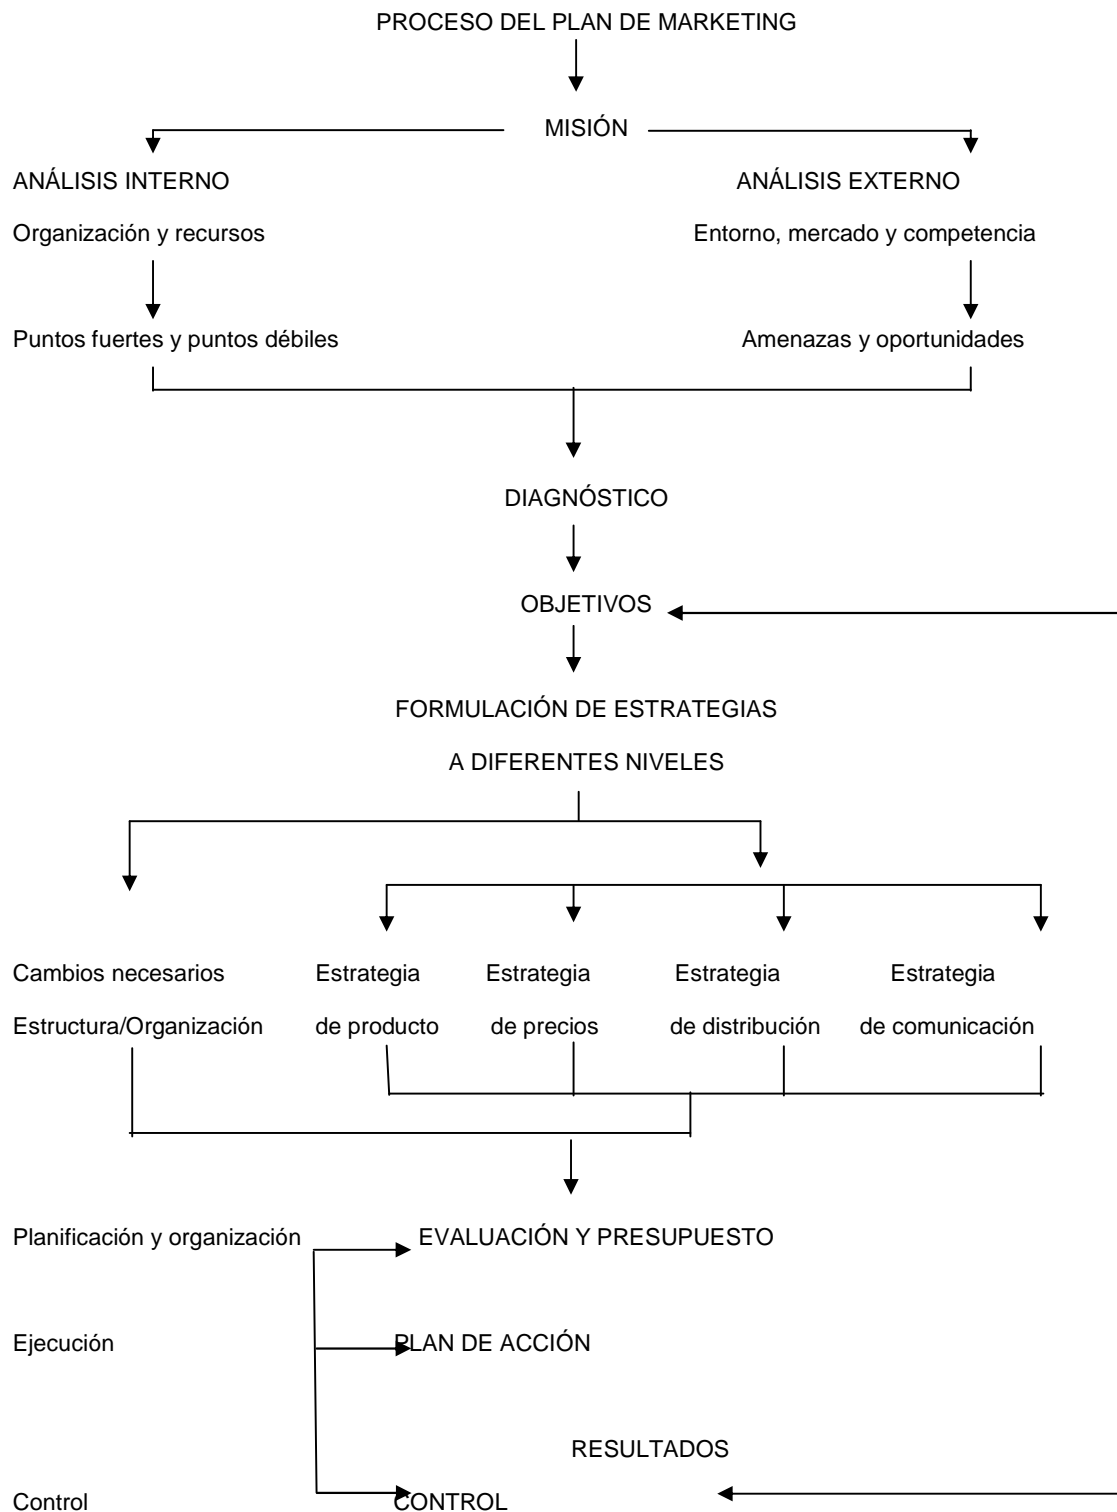 PROCESO DEL PLAN DE MARKETING
MISIÓN
ANÁLISIS INTERNO ANÁLISIS EXTERNO
Organización y recursos Entorno, mercado y competencia
Puntos fuertes y puntos débiles Amenazas y oportunidades
DIAGNÓSTICO
OBJETIVOS
FORMULACIÓN DE ESTRATEGIAS
A DIFERENTES NIVELES
Cambios necesarios Estrategia Estrategia Estrategia Estrategia
Estructura/Organización de producto de precios de distribución de comunicación
Planificación y organización EVALUACIÓN Y PRESUPUESTO
Ejecución PLAN DE ACCIÓN
RESULTADOS
Control CONTROL